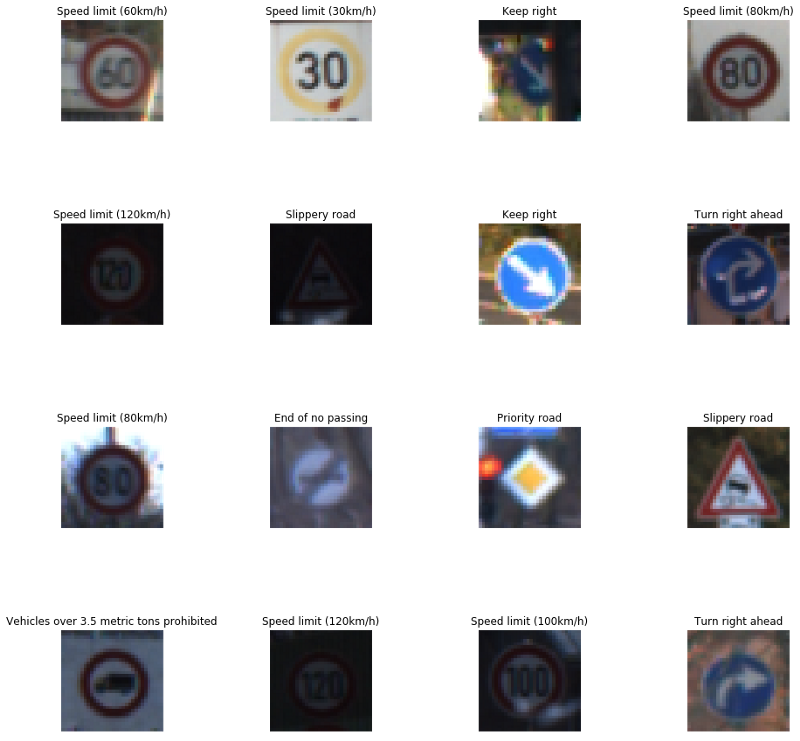 Speed limit (60km/h)
Speed limit (30km/h)
Keep right
Speed limit (80km/h)
60
30
80
Speed limit (120km/h)
Slippery road
Keep right
Turn right ahead
120
Speed limit (80km/h)
End of no passing
Priority road
Slippery road
80
Vehicles over 3.5 metric tons prohibited
Speed limit (120km/h)
Speed limit (100km/h)
Turn right ahead
120
100